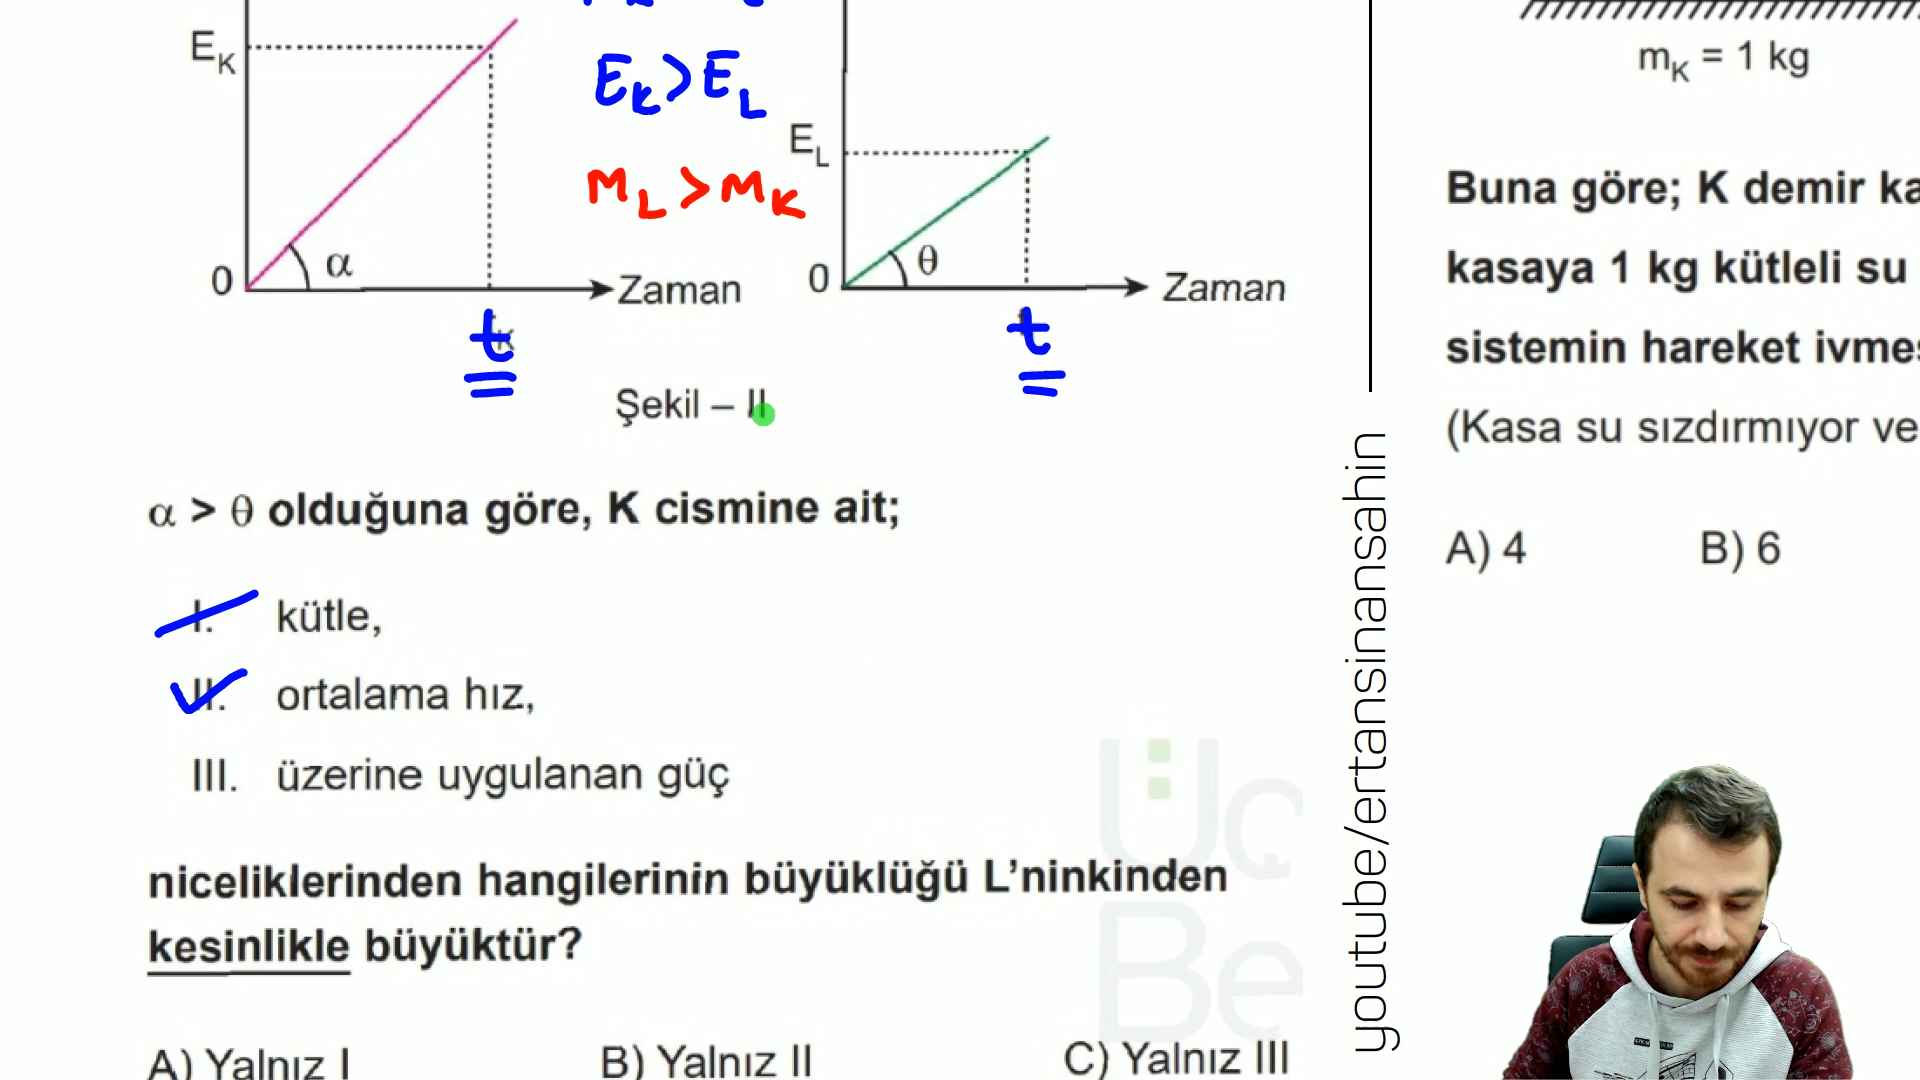 E_K
E_K > E_L
E_L
M_L > M_K
α
θ
0
Zaman
0
Zaman
t
t
Şekil – II
α > θ olduğuna göre, K cismine ait;
I. kütle,
II. ortalama hız,
III. üzerine uygulanan güç
niceliklerinden hangilerinin büyüklüğü L’ninkinden
kesinlikle büyüktür?
A) Yalnız I B) Yalnız II C) Yalnız III
Üç
Be
youtube/ertansinansahin
m_K = 1 kg
Buna göre; K demir ka
kasaya 1 kg kütleli su
sistemin hareket ivmes
(Kasa su sızdırmıyor ve
A) 4 B) 6